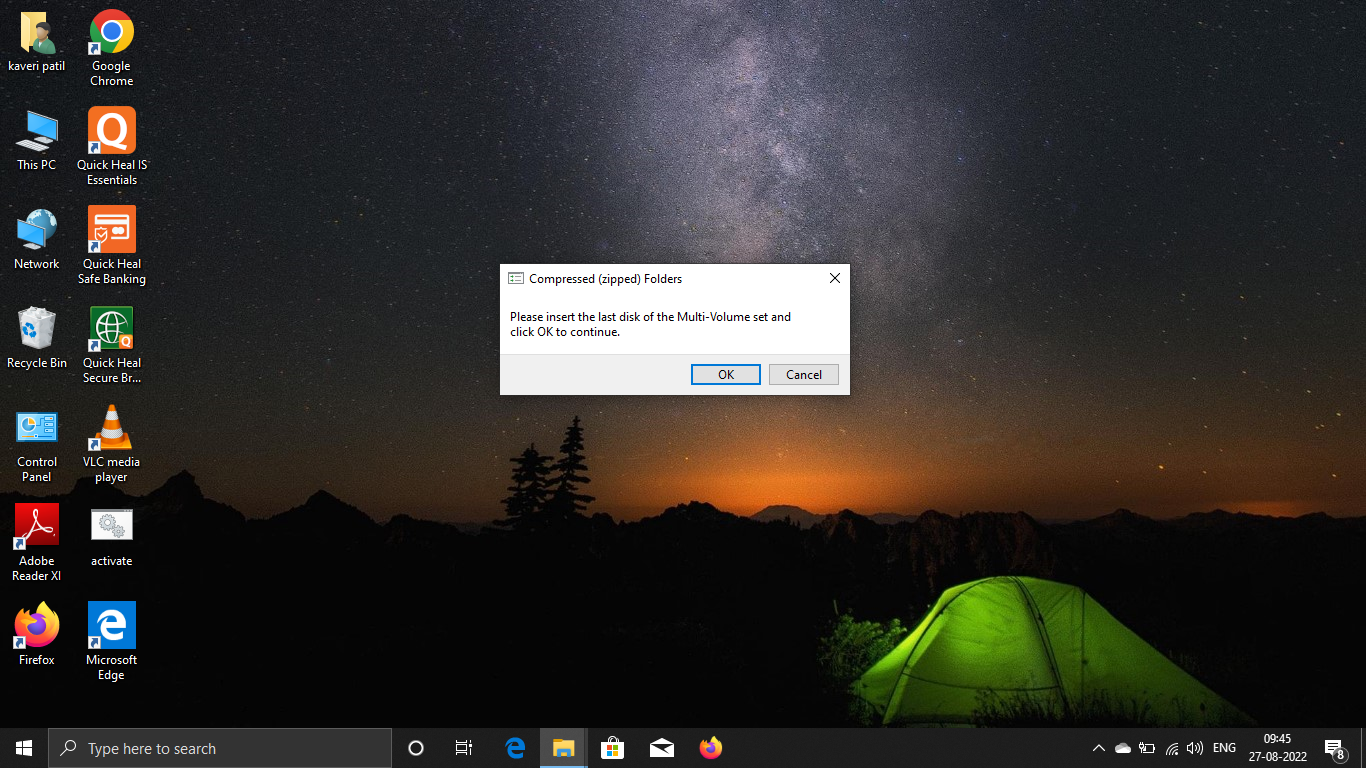 kaveri patil
Google
Chrome
This PC
Quick Heal IS
Essentials
Network
Quick Heal
Safe Banking
Recycle Bin
Quick Heal
Secure Br...
Control
Panel
VLC media
player
Adobe
Reader XI
activate
Firefox
Microsoft
Edge
Compressed (zipped) Folders
Please insert the last disk of the Multi-Volume set and
click OK to continue.
OK
Cancel
Type here to search
ENG
09:45
27-08-2022
8